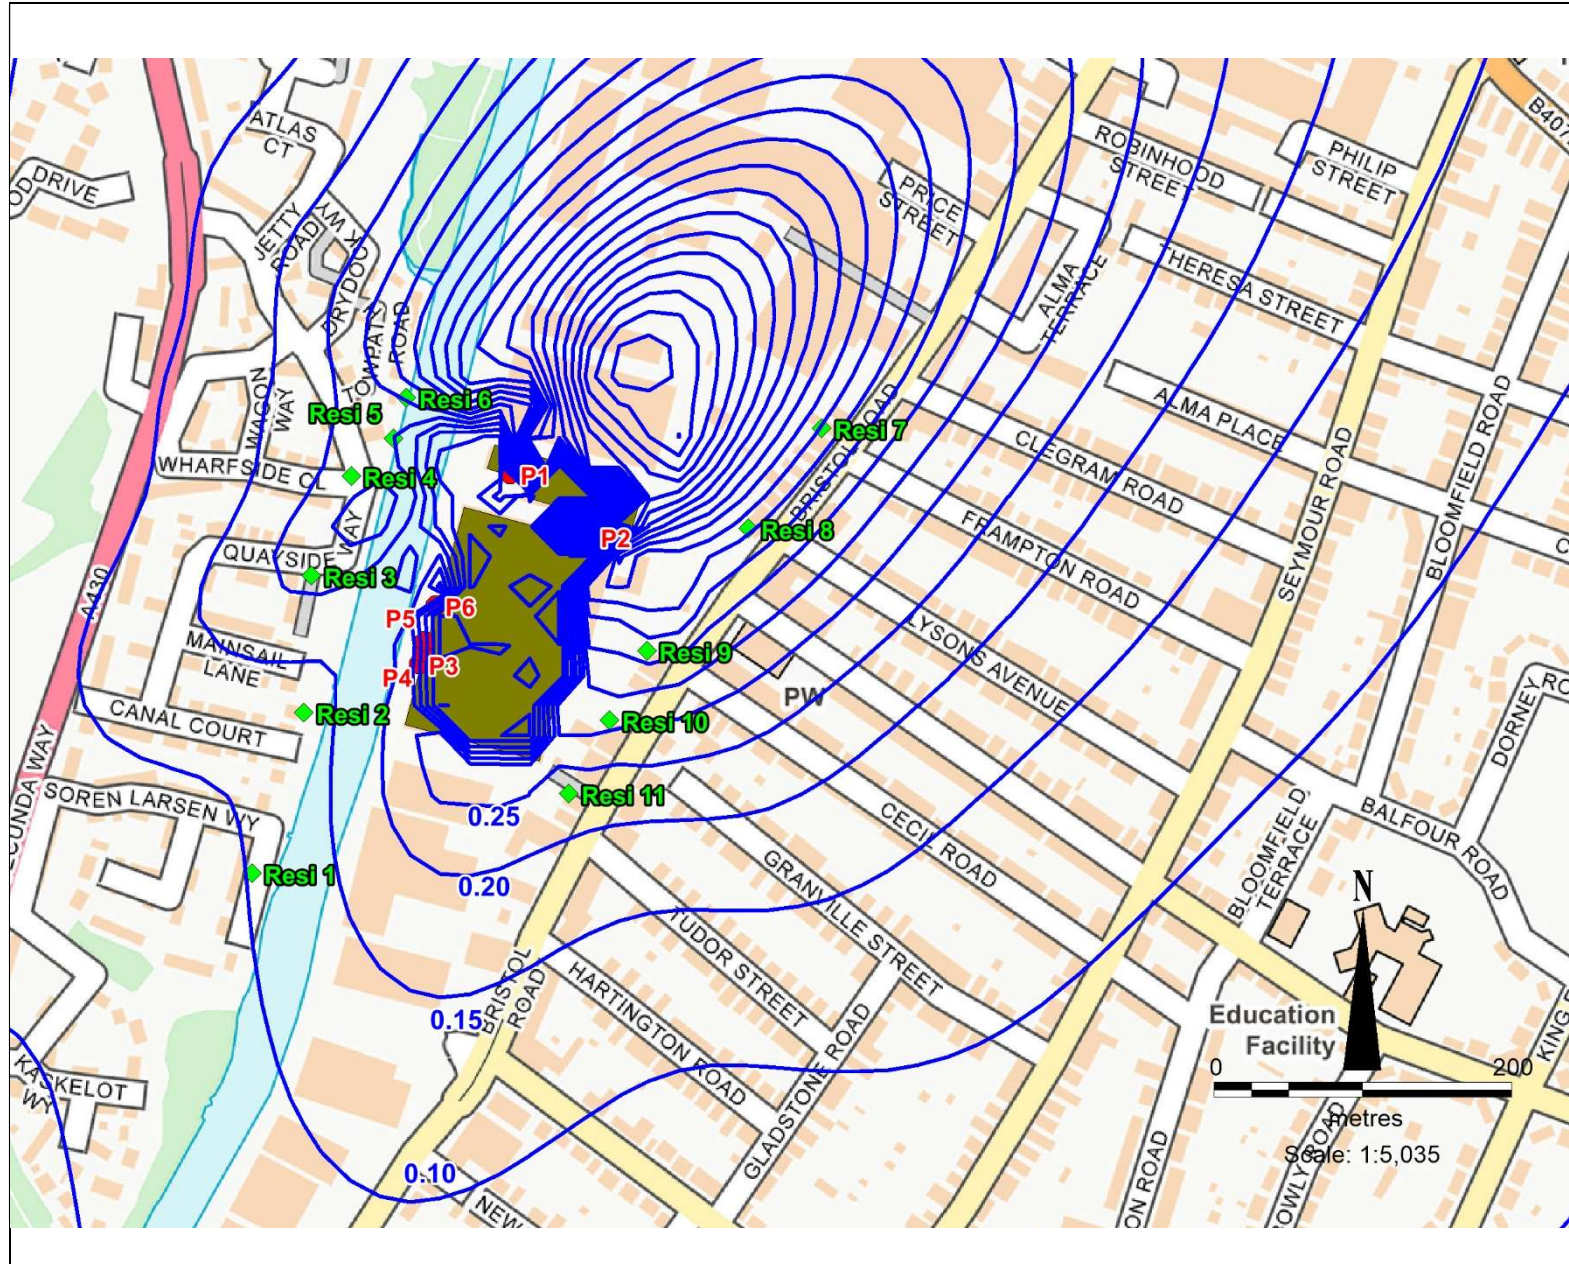 B407
ATLAS
CT
ROBINHOOD
STREET
PHILIP
STREET
DRIVE
PRICE
STREET
JETTY
ROAD
DRYDOCK WY
THERESA STREET
ALMA
TERRACE
TOWPATH
ROAD
WAGON
WAY
Resi 5
Resi 6
ALMA PLACE
BLOOMFIELD ROAD
Resi 7
BRISTOL ROAD
CLEGRAM ROAD
SEYMOUR ROAD
WHARFSIDE CL
Resi 4
P1
Resi 8
FRAMPTON ROAD
P2
QUAYSIDE
WAY
Resi 3
A430
P6
P5
LYSONS AVENUE
MAINSAIL
LANE
P3
P4
Resi 9
PW
DORNEY
Resi 2
Resi 10
CANAL COURT
SOREN LARSEN WY
Resi 11
0.25
CECIL ROAD
BLOOMFIELD
TERRACE
BALFOUR ROAD
GRANVILLE STREET
Resi 1
0.20
N
TUDOR STREET
BRISTOL
ROAD
HARTINGTON ROAD
0.15
GLADSTONE ROAD
Education
Facility
KASKELOT
WY
0 200
metres
Scale: 1:5,035
0.10
NEW